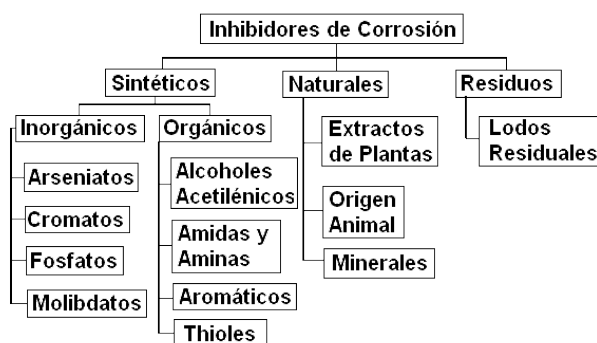 Inhibidores de Corrosión
Sintéticos
Naturales
Residuos
Inorgánicos
Orgánicos
Arseniatos
Cromatos
Fosfatos
Molibdatos
Alcoholes
Acetilénicos
Amidas y
Aminas
Aromáticos
Thioles
Extractos
de Plantas
Origen
Animal
Minerales
Lodos
Residuales